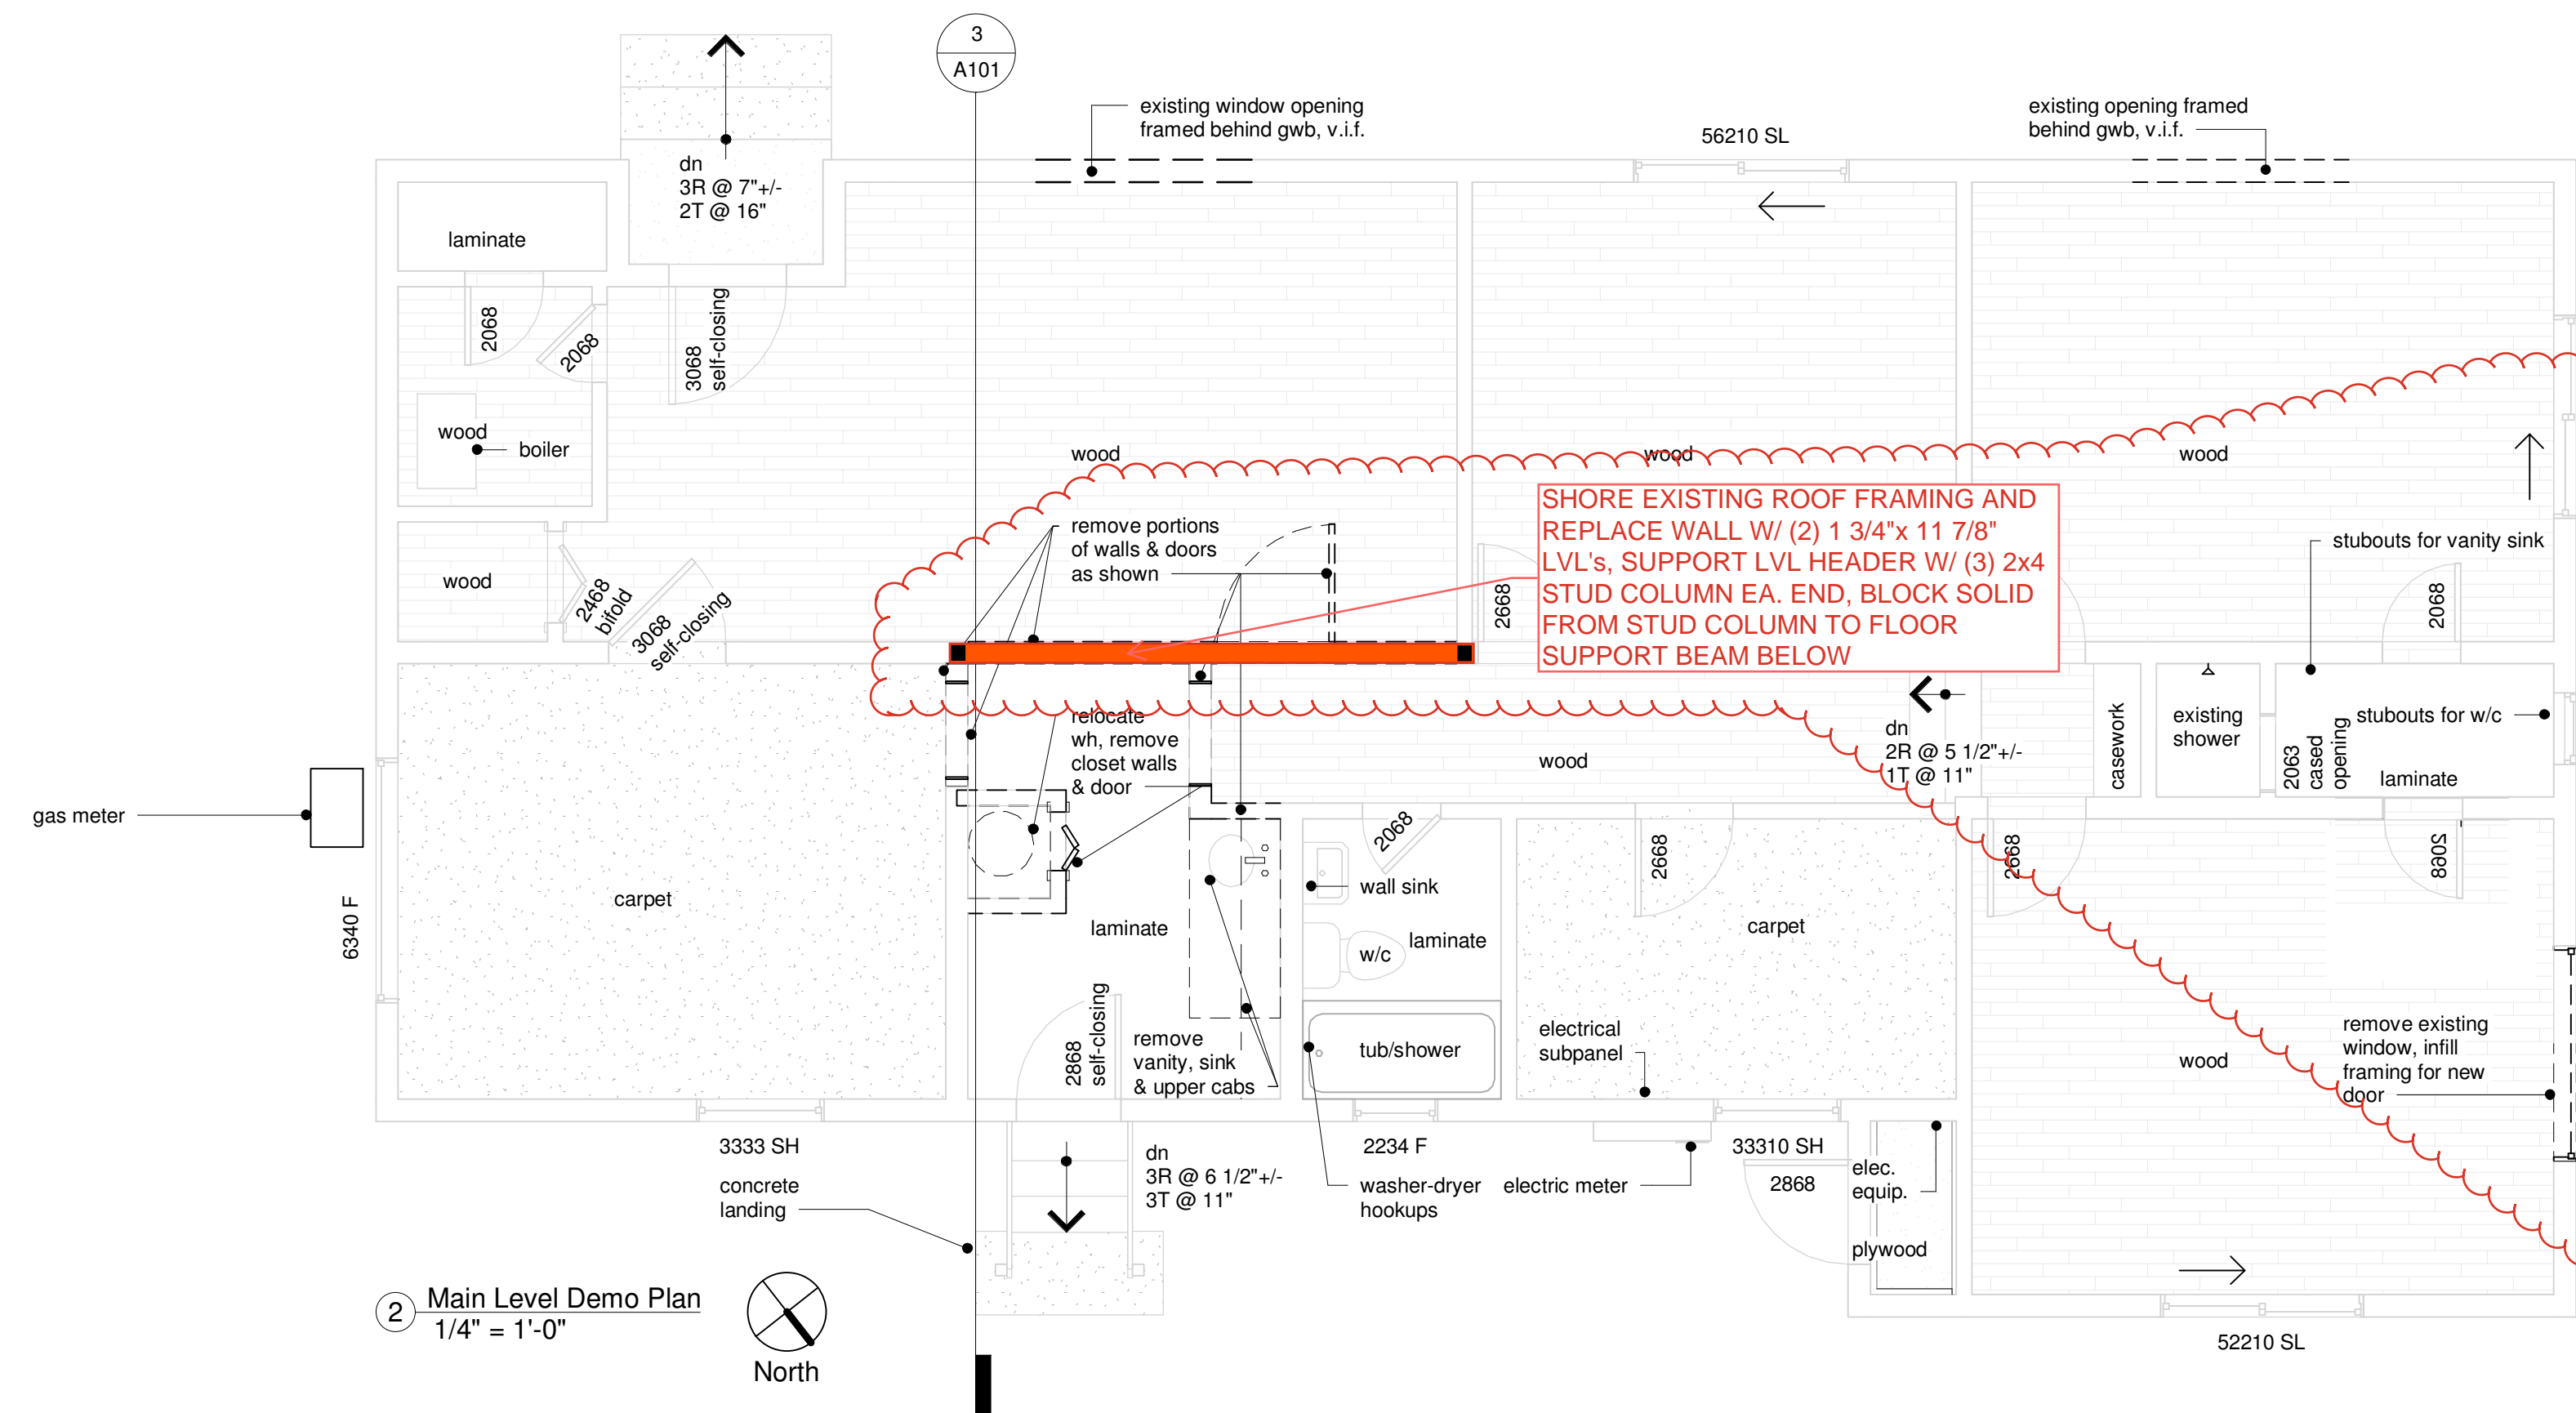 3
A101
existing window opening
framed behind gwb, v.i.f.
56210 SL
existing opening framed
behind gwb, v.i.f.
dn
3R @ 7"+/-
2T @ 16"
laminate
2068
2068
3068
self-closing
wood
boiler
wood
wood
wood
SHORE EXISTING ROOF FRAMING AND
REPLACE WALL W/ (2) 1 3/4"x 11 7/8"
LVL's, SUPPORT LVL HEADER W/ (3) 2x4
STUD COLUMN EA. END, BLOCK SOLID
FROM STUD COLUMN TO FLOOR
SUPPORT BEAM BELOW
remove portions
of walls & doors
as shown
stubouts for vanity sink
wood
2468
bifold
3068
self-closing
2668
2068
relocate
wh, remove
closet walls
& door
wood
dn
2R @ 5 1/2"+/-
1T @ 11"
casework
existing
shower
2063
cased
opening
stubouts for w/c
laminate
gas meter
6340 F
carpet
2068
wall sink
w/c
laminate
laminate
2668
carpet
2668
2068
2868
self-closing
remove
vanity, sink
& upper cabs
tub/shower
electrical
subpanel
wood
remove existing
window, infill
framing for new
door
3333 SH
concrete
landing
dn
3R @ 6 1/2"+/-
3T @ 11"
2234 F
washer-dryer
hookups
electric meter
33310 SH
2868
elec.
equip.
plywood
2
Main Level Demo Plan
1/4" = 1'-0"
North
52210 SL